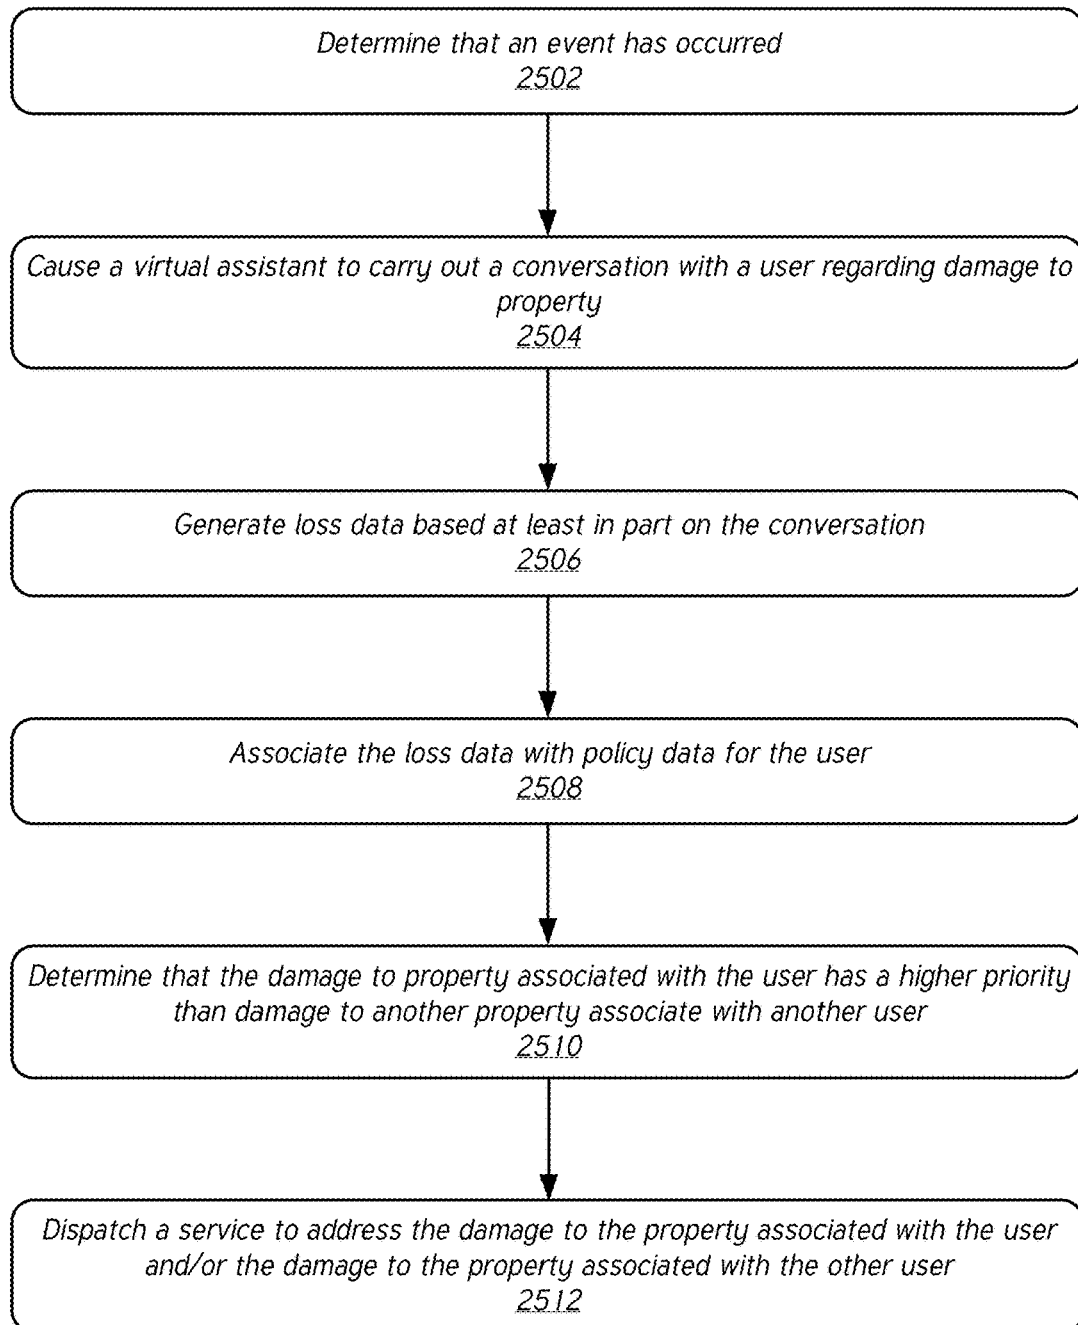 Determine that an event has occurred
2502
Cause a virtual assistant to carry out a conversation with a user regarding damage to
property
2504
Generate loss data based at least in part on the conversation
2506
Associate the loss data with policy data for the user
2508
Determine that the damage to property associated with the user has a higher priority
than damage to another property associate with another user
2510
Dispatch a service to address the damage to the property associated with the user
and/or the damage to the property associated with the other user
2512